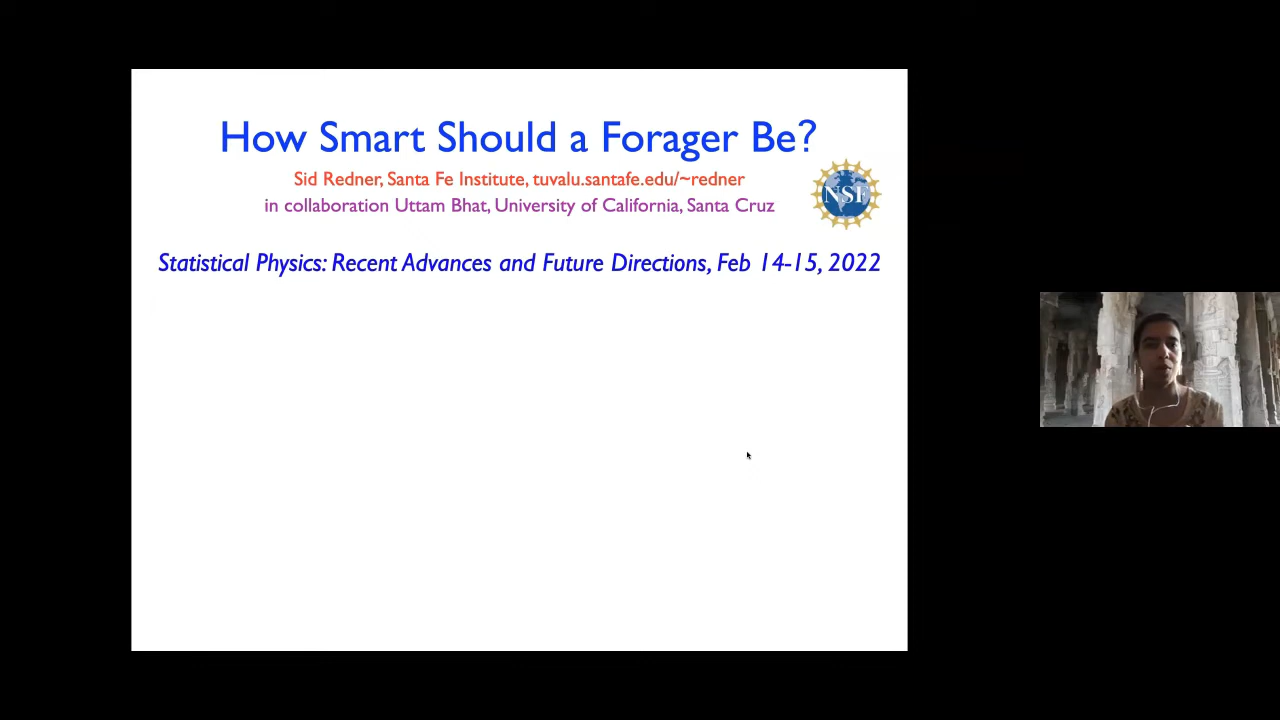 How Smart Should a Forager Be?
Sid Redner, Santa Fe Institute, tuvalu.santafe.edu/~redner
in collaboration Uttam Bhat, University of California, Santa Cruz
NSF
Statistical Physics: Recent Advances and Future Directions, Feb 14-15, 2022